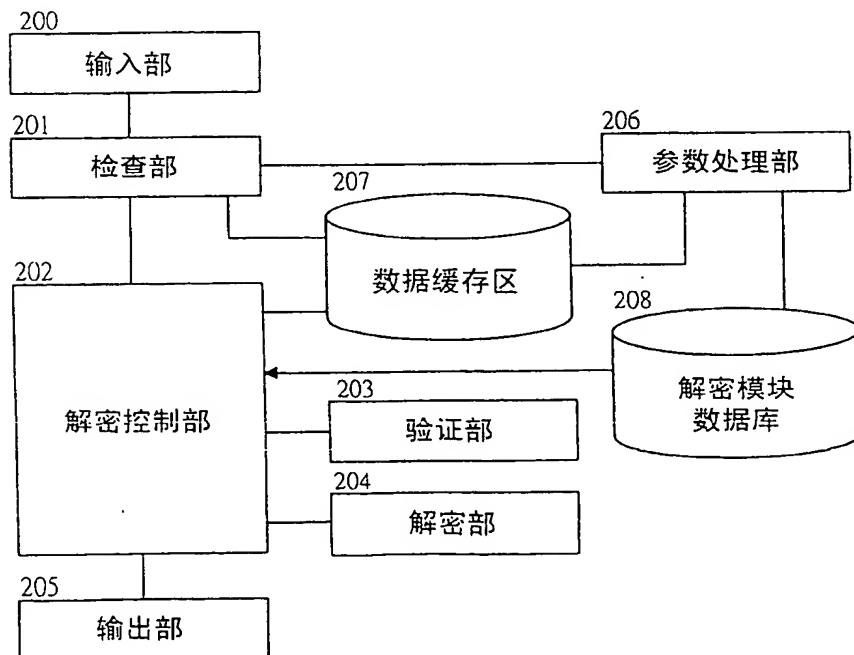 200
输入部
201
检查部
206
参数处理部
207
数据缓存区
202
解密控制部
208
解密模块
数据库
203
验证部
204
解密部
205
输出部